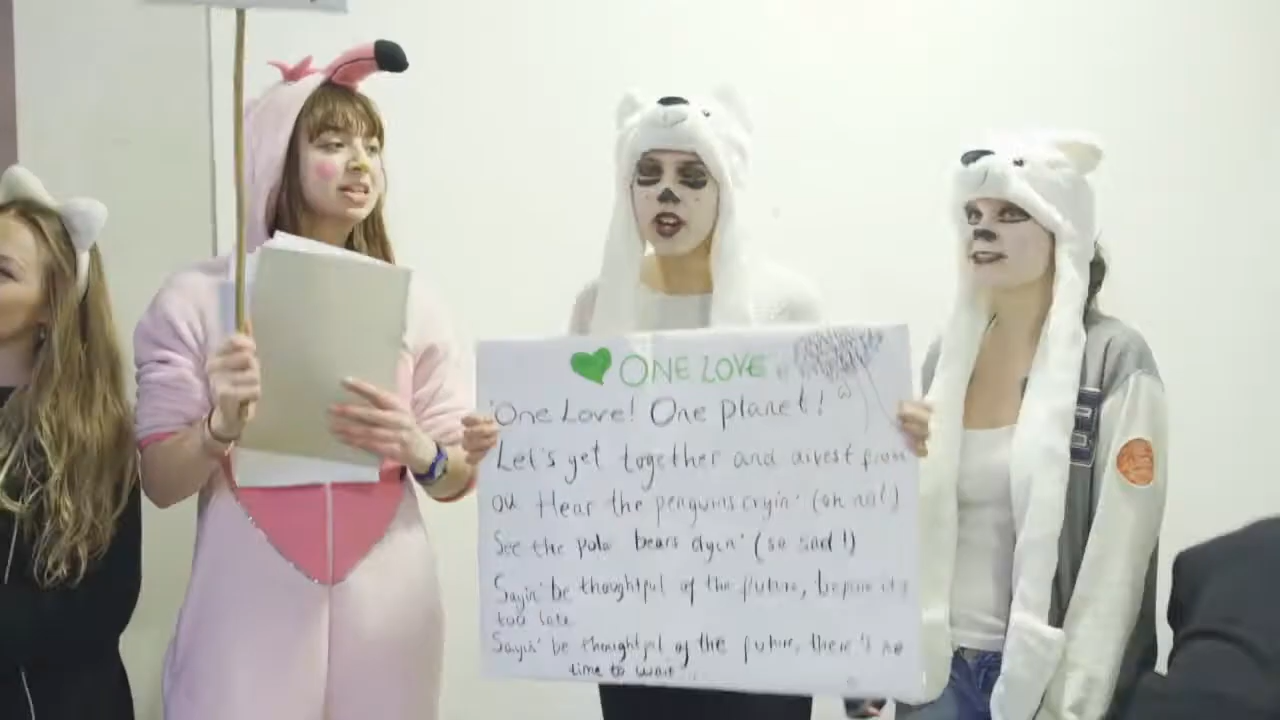 ONE LOVE
'One Love! One planet!
Let's get together and divest from
Hear the penguins cryin' (oh no!)
See the polar bears dyin' (so sad!)
Sayin' be thoughtful of the future, before it's
too late
Sayin' be thoughtful of the future, there's no
time to wait